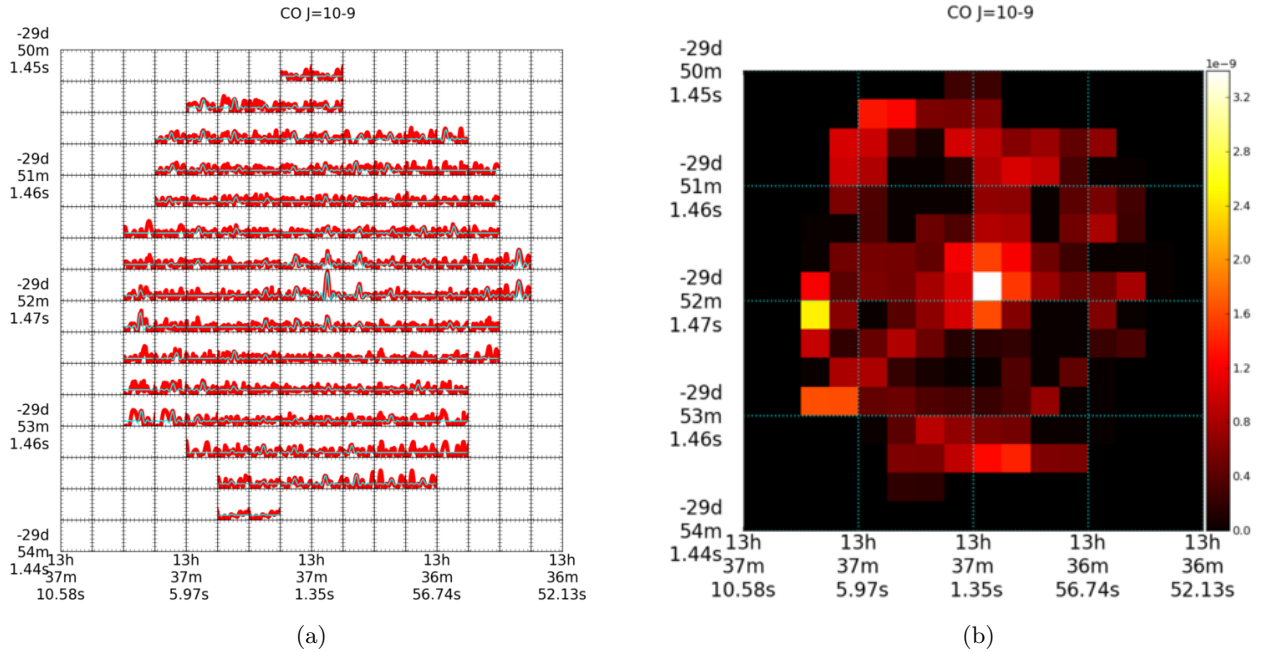 CO J=10-9
-29d
50m
1.45s
-29d
51m
1.46s
-29d
52m
1.47s
-29d
53m
1.46s
-29d
54m
1.44s
13h 13h 13h 13h 13h
37m 37m 37m 36m 36m
10.58s 5.97s 1.35s 56.74s 52.13s
(a)
CO J=10-9
-29d
50m
1.45s
-29d
51m
1.46s
-29d
52m
1.47s
-29d
53m
1.46s
-29d
54m
1.44s
13h 13h 13h 13h 13h
37m 37m 37m 36m 36m
10.58s 5.97s 1.35s 56.74s 52.13s
1e-9
3.2
2.8
2.4
2.0
1.6
1.2
0.8
0.4
0.0
(b)